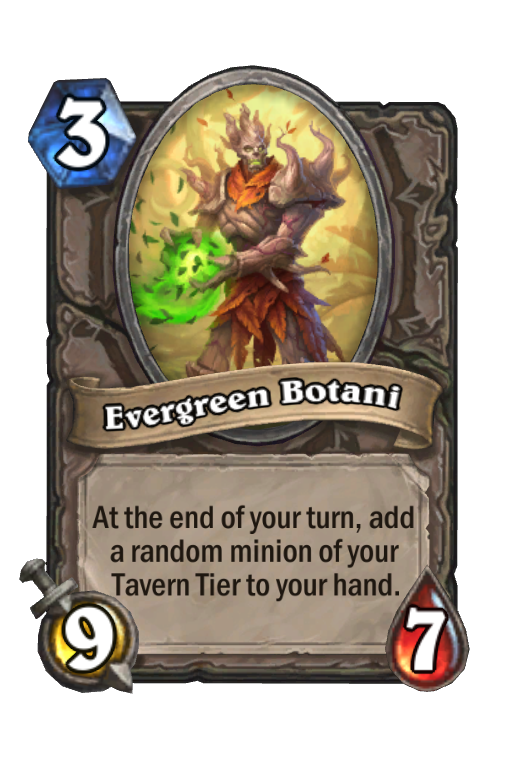 3
Evergreen Botani
At the end of your turn, add
a random minion of your
Tavern Tier to your hand.
9
7